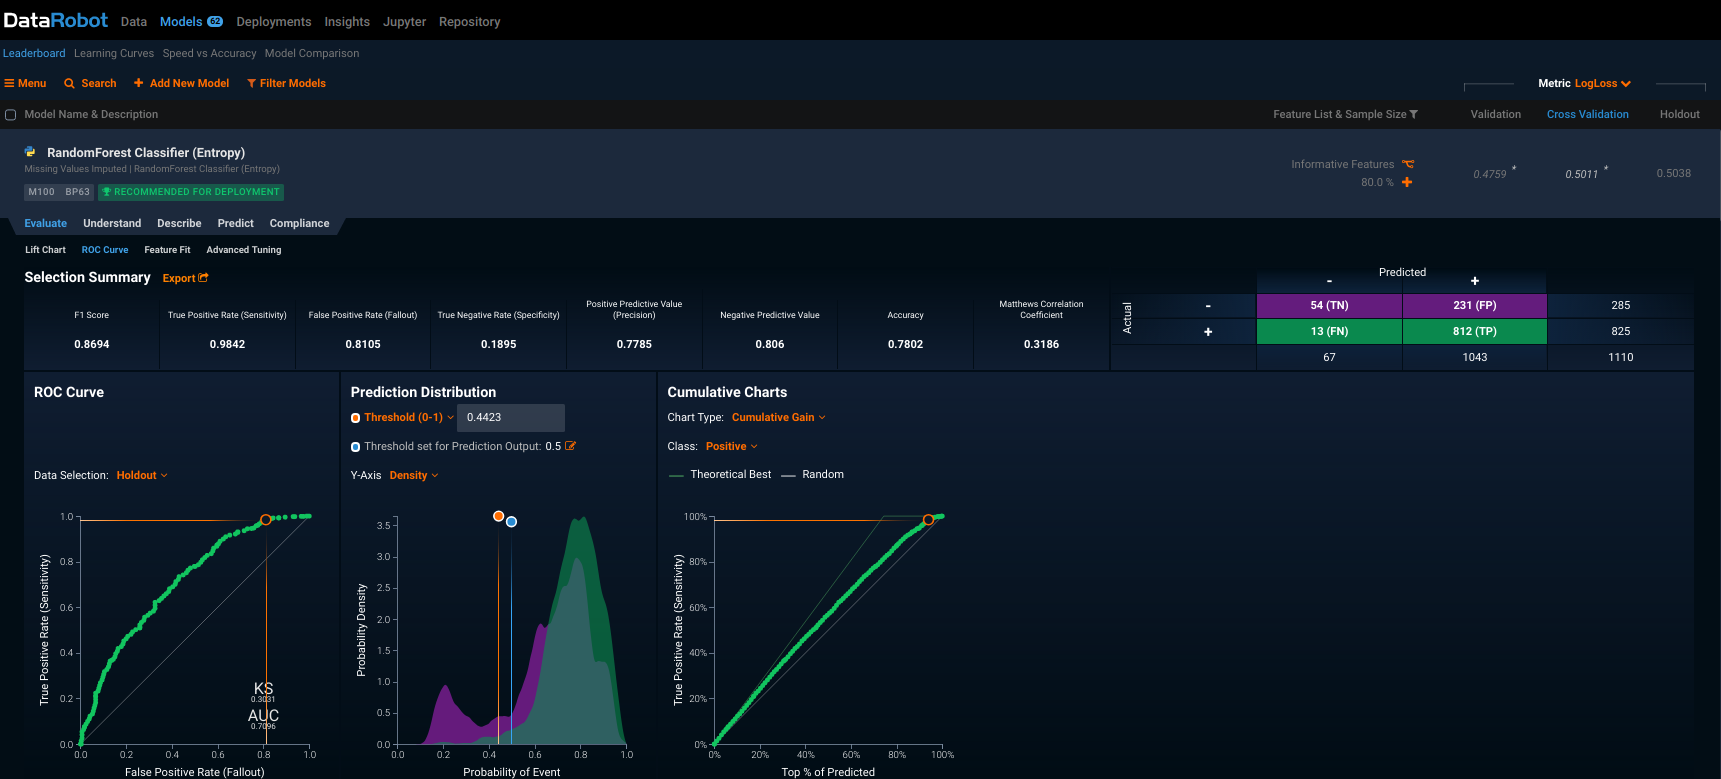 DataRobot Data Models 62 Deployments Insights Jupyter Repository
Leaderboard Learning Curves Speed vs Accuracy Model Comparison
Menu Search Add New Model Filter Models Metric LogLoss
Model Name & Description Feature List & Sample Size Validation Cross Validation Holdout
RandomForest Classifier (Entropy)
Missing Values Imputed | RandomForest Classifier (Entropy)
M100 BP63 RECOMMENDED FOR DEPLOYMENT
Informative Features
80.0 %
0.4759 * 0.5011 * 0.5038
Evaluate Understand Describe Predict Compliance
Lift Chart ROC Curve Feature Fit Advanced Tuning
Selection Summary Export
F1 Score
0.8694
True Positive Rate (Sensitivity)
0.9842
False Positive Rate (Fallout)
0.8105
True Negative Rate (Specificity)
0.1895
Positive Predictive Value
(Precision)
0.7785
Negative Predictive Value
0.806
Accuracy
0.7802
Matthews Correlation
Coefficient
0.3186
Predicted
- +
Actual
- 54 (TN) 231 (FP) 285
+ 13 (FN) 812 (TP) 825
67 1043 1110
ROC Curve
Data Selection: Holdout
True Positive Rate (Sensitivity)
1.0
0.8
0.6
0.4
0.2
0.0
KS
0.3031
AUC
0.7096
0.0 0.2 0.4 0.6 0.8 1.0
False Positive Rate (Fallout)
Prediction Distribution
Threshold (0-1) 0.4423
Threshold set for Prediction Output: 0.5
Y-Axis Density
Probability Density
3.5
3.0
2.5
2.0
1.5
1.0
0.5
0.0
0.0 0.2 0.4 0.6 0.8 1.0
Probability of Event
Cumulative Charts
Chart Type: Cumulative Gain
Class: Positive
Theoretical Best Random
True Positive Rate (Sensitivity)
100%
80%
60%
40%
20%
0%
0% 20% 40% 60% 80% 100%
Top % of Predicted